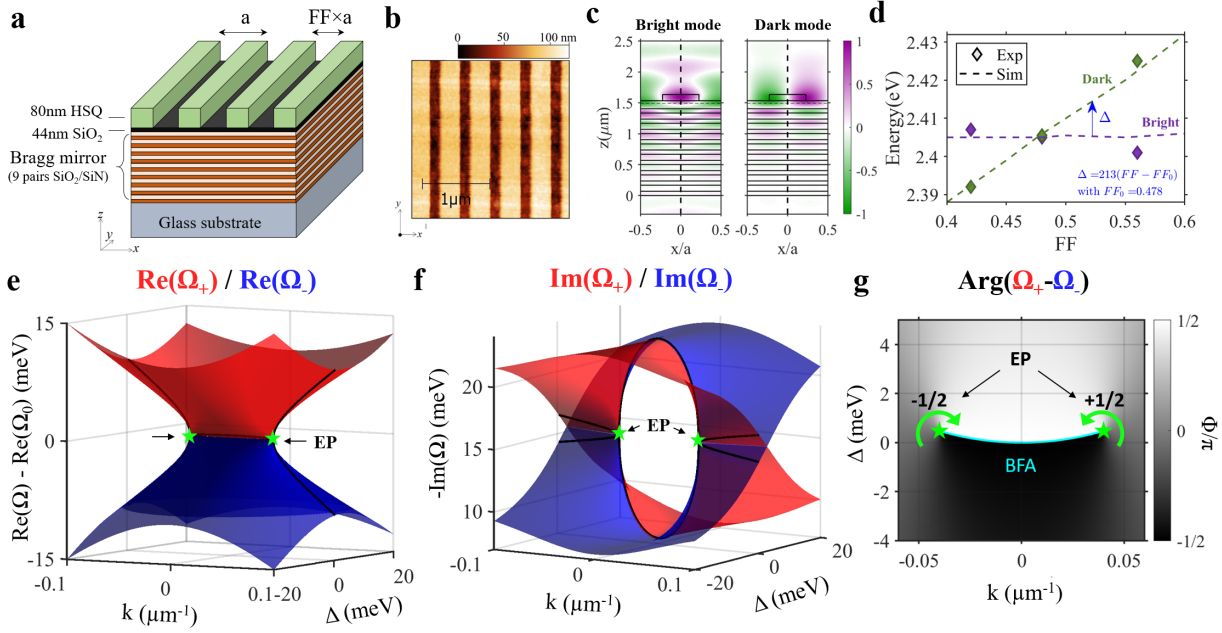 a
a
FF×a
80nm HSQ
44nm SiO₂
Bragg mirror
(9 pairs SiO₂/SiN)
Glass substrate
z
y
x
b
0 50 100 nm
1μm
y
x
c
Bright mode Dark mode
2.5
2
1.5
1
0.5
0
z(μm)
-0.5 0 0.5
x/a
-0.5 0 0.5
x/a
1
0.5
0
-0.5
-1
d
2.43
2.42
2.41
2.4
2.39
Energy(eV)
Exp
Sim
Dark
Bright
Δ
Δ =213(FF − FF₀)
with FF₀ =0.478
0.4 0.45 0.5 0.55 0.6
FF
e
Re(Ω₊) / Re(Ω₋)
15
0
-15
Re(Ω) - Re(Ω₀) (meV)
EP
-0.1 0 0.1
k (μm⁻¹)
-20 0 20
Δ (meV)
f
Im(Ω₊) / Im(Ω₋)
20
15
10
-Im(Ω) (meV)
EP
-0.1 0 0.1
k (μm⁻¹)
-20 0 20
Δ (meV)
g
Arg(Ω₊-Ω₋)
4
2
0
-2
-4
Δ (meV)
EP
-1/2 +1/2
BFA
-0.05 0 0.05
k (μm⁻¹)
1/2
0
-1/2
Φ/π